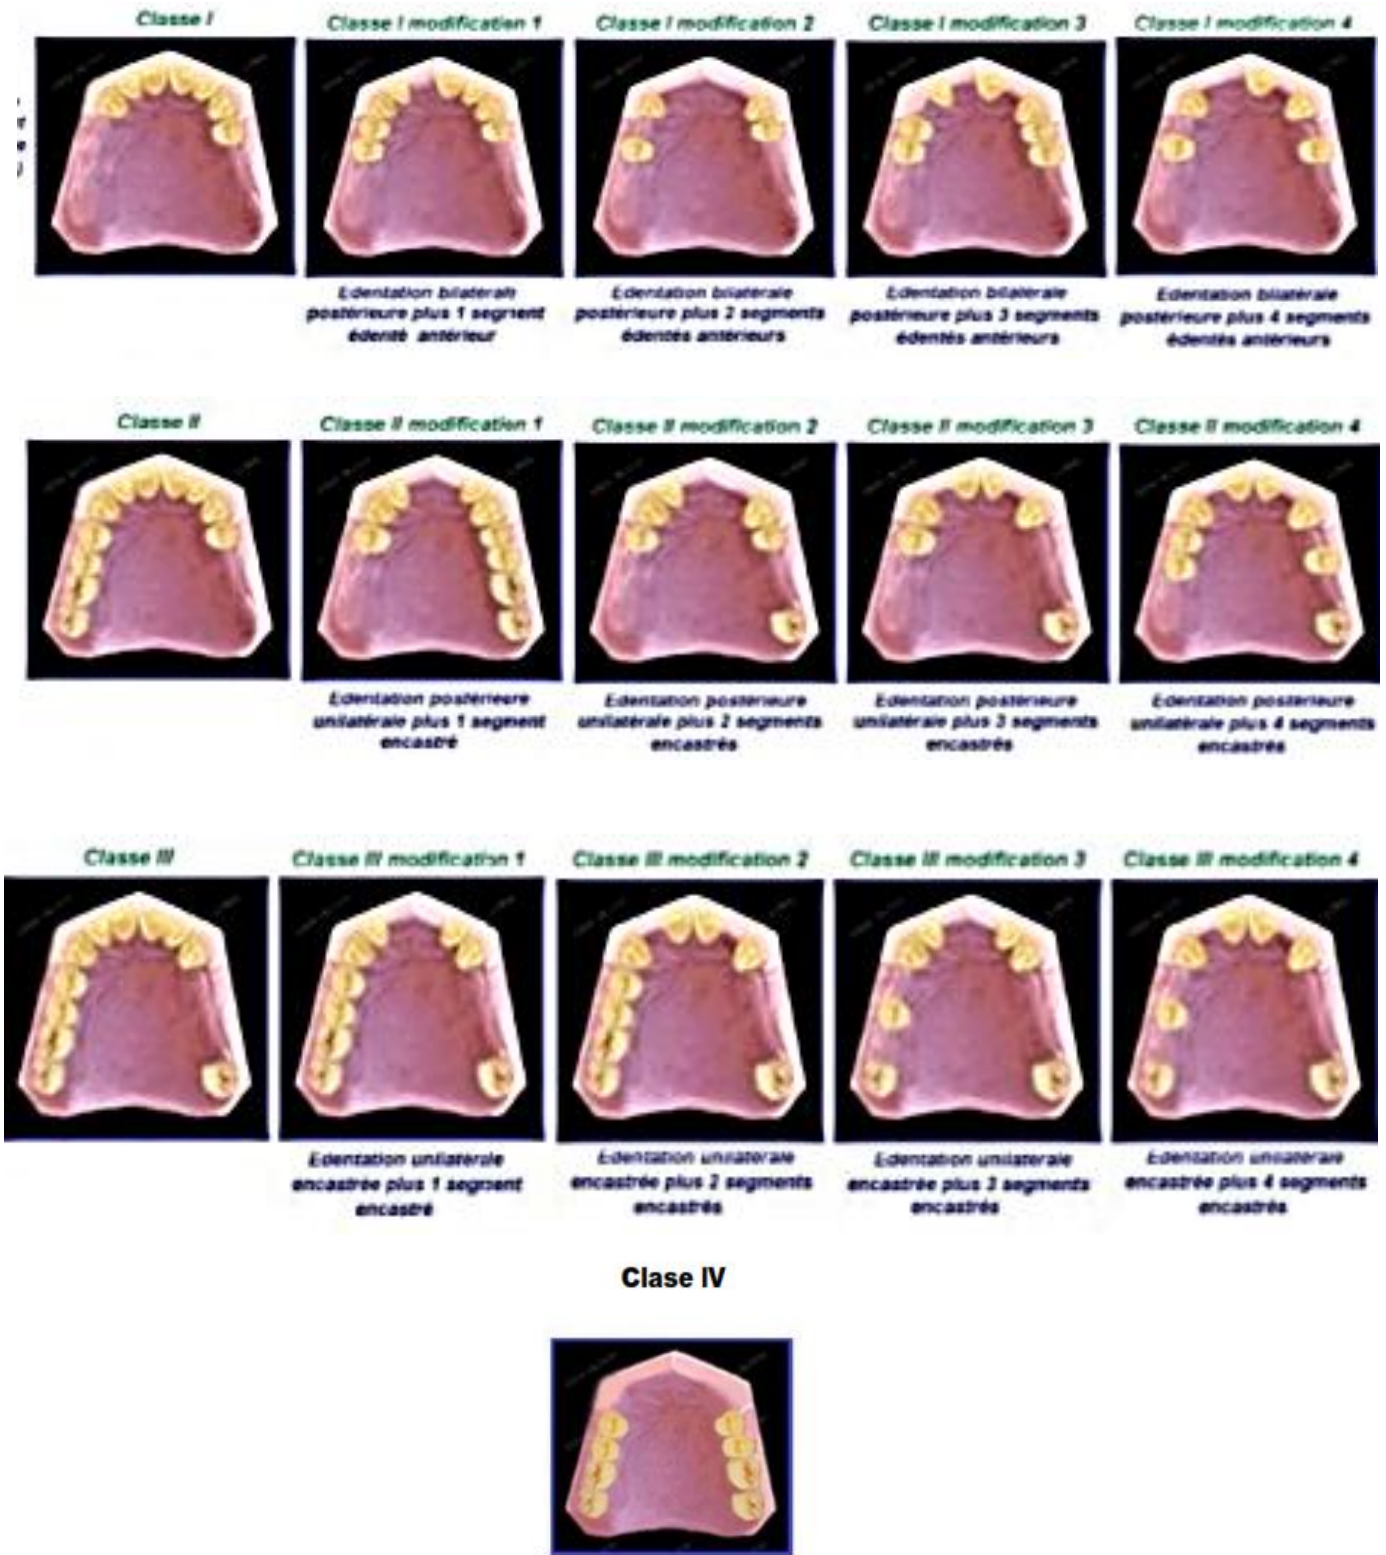 Classe I
Classe I modification 1
Classe I modification 2
Classe I modification 3
Classe I modification 4
Edentation bilatérale
postérieure plus 1 segment
édenté antérieur
Edentation bilatérale
postérieure plus 2 segments
édentés antérieurs
Edentation bilatérale
postérieure plus 3 segments
édentés antérieurs
Edentation bilatérale
postérieure plus 4 segments
édentés antérieurs
Classe II
Classe II modification 1
Classe II modification 2
Classe II modification 3
Classe II modification 4
Edentation postérieure
unilatérale plus 1 segment
encastré
Edentation postérieure
unilatérale plus 2 segments
encastrés
Edentation postérieure
unilatérale plus 3 segments
encastrés
Edentation postérieure
unilatérale plus 4 segments
encastrés
Classe III
Classe III modification 1
Classe III modification 2
Classe III modification 3
Classe III modification 4
Edentation unilatérale
encastrée plus 1 segment
encastré
Edentation unilatérale
encastrée plus 2 segments
encastrés
Edentation unilatérale
encastrée plus 3 segments
encastrés
Edentation unilatérale
encastrée plus 4 segments
encastrés
Clase IV